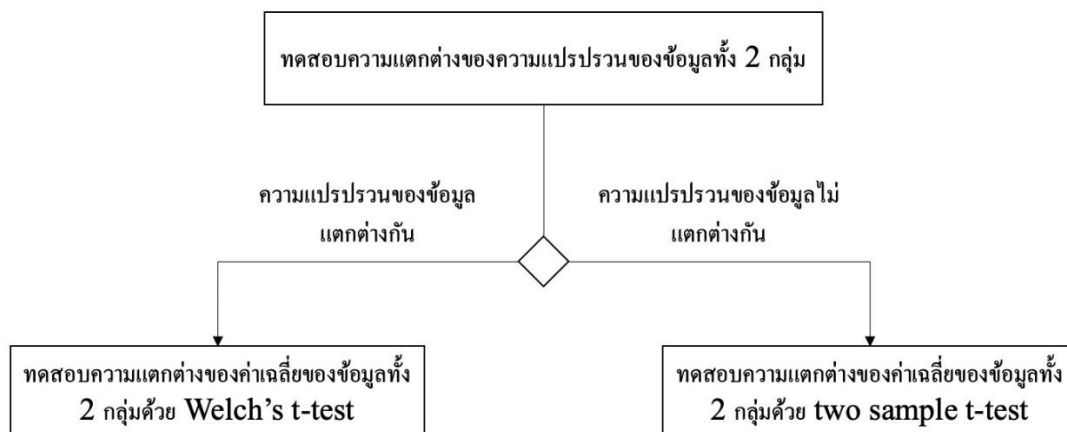 ทดสอบความแตกต่างของความแปรปรวนของข้อมูลทั้ง 2 กลุ่ม
ความแปรปรวนของข้อมูล
แตกต่างกัน
ความแปรปรวนของข้อมูลไม่
แตกต่างกัน
ทดสอบความแตกต่างของค่าเฉลี่ยของข้อมูลทั้ง
2 กลุ่มด้วย Welch’s t-test
ทดสอบความแตกต่างของค่าเฉลี่ยของข้อมูลทั้ง
2 กลุ่มด้วย two sample t-test